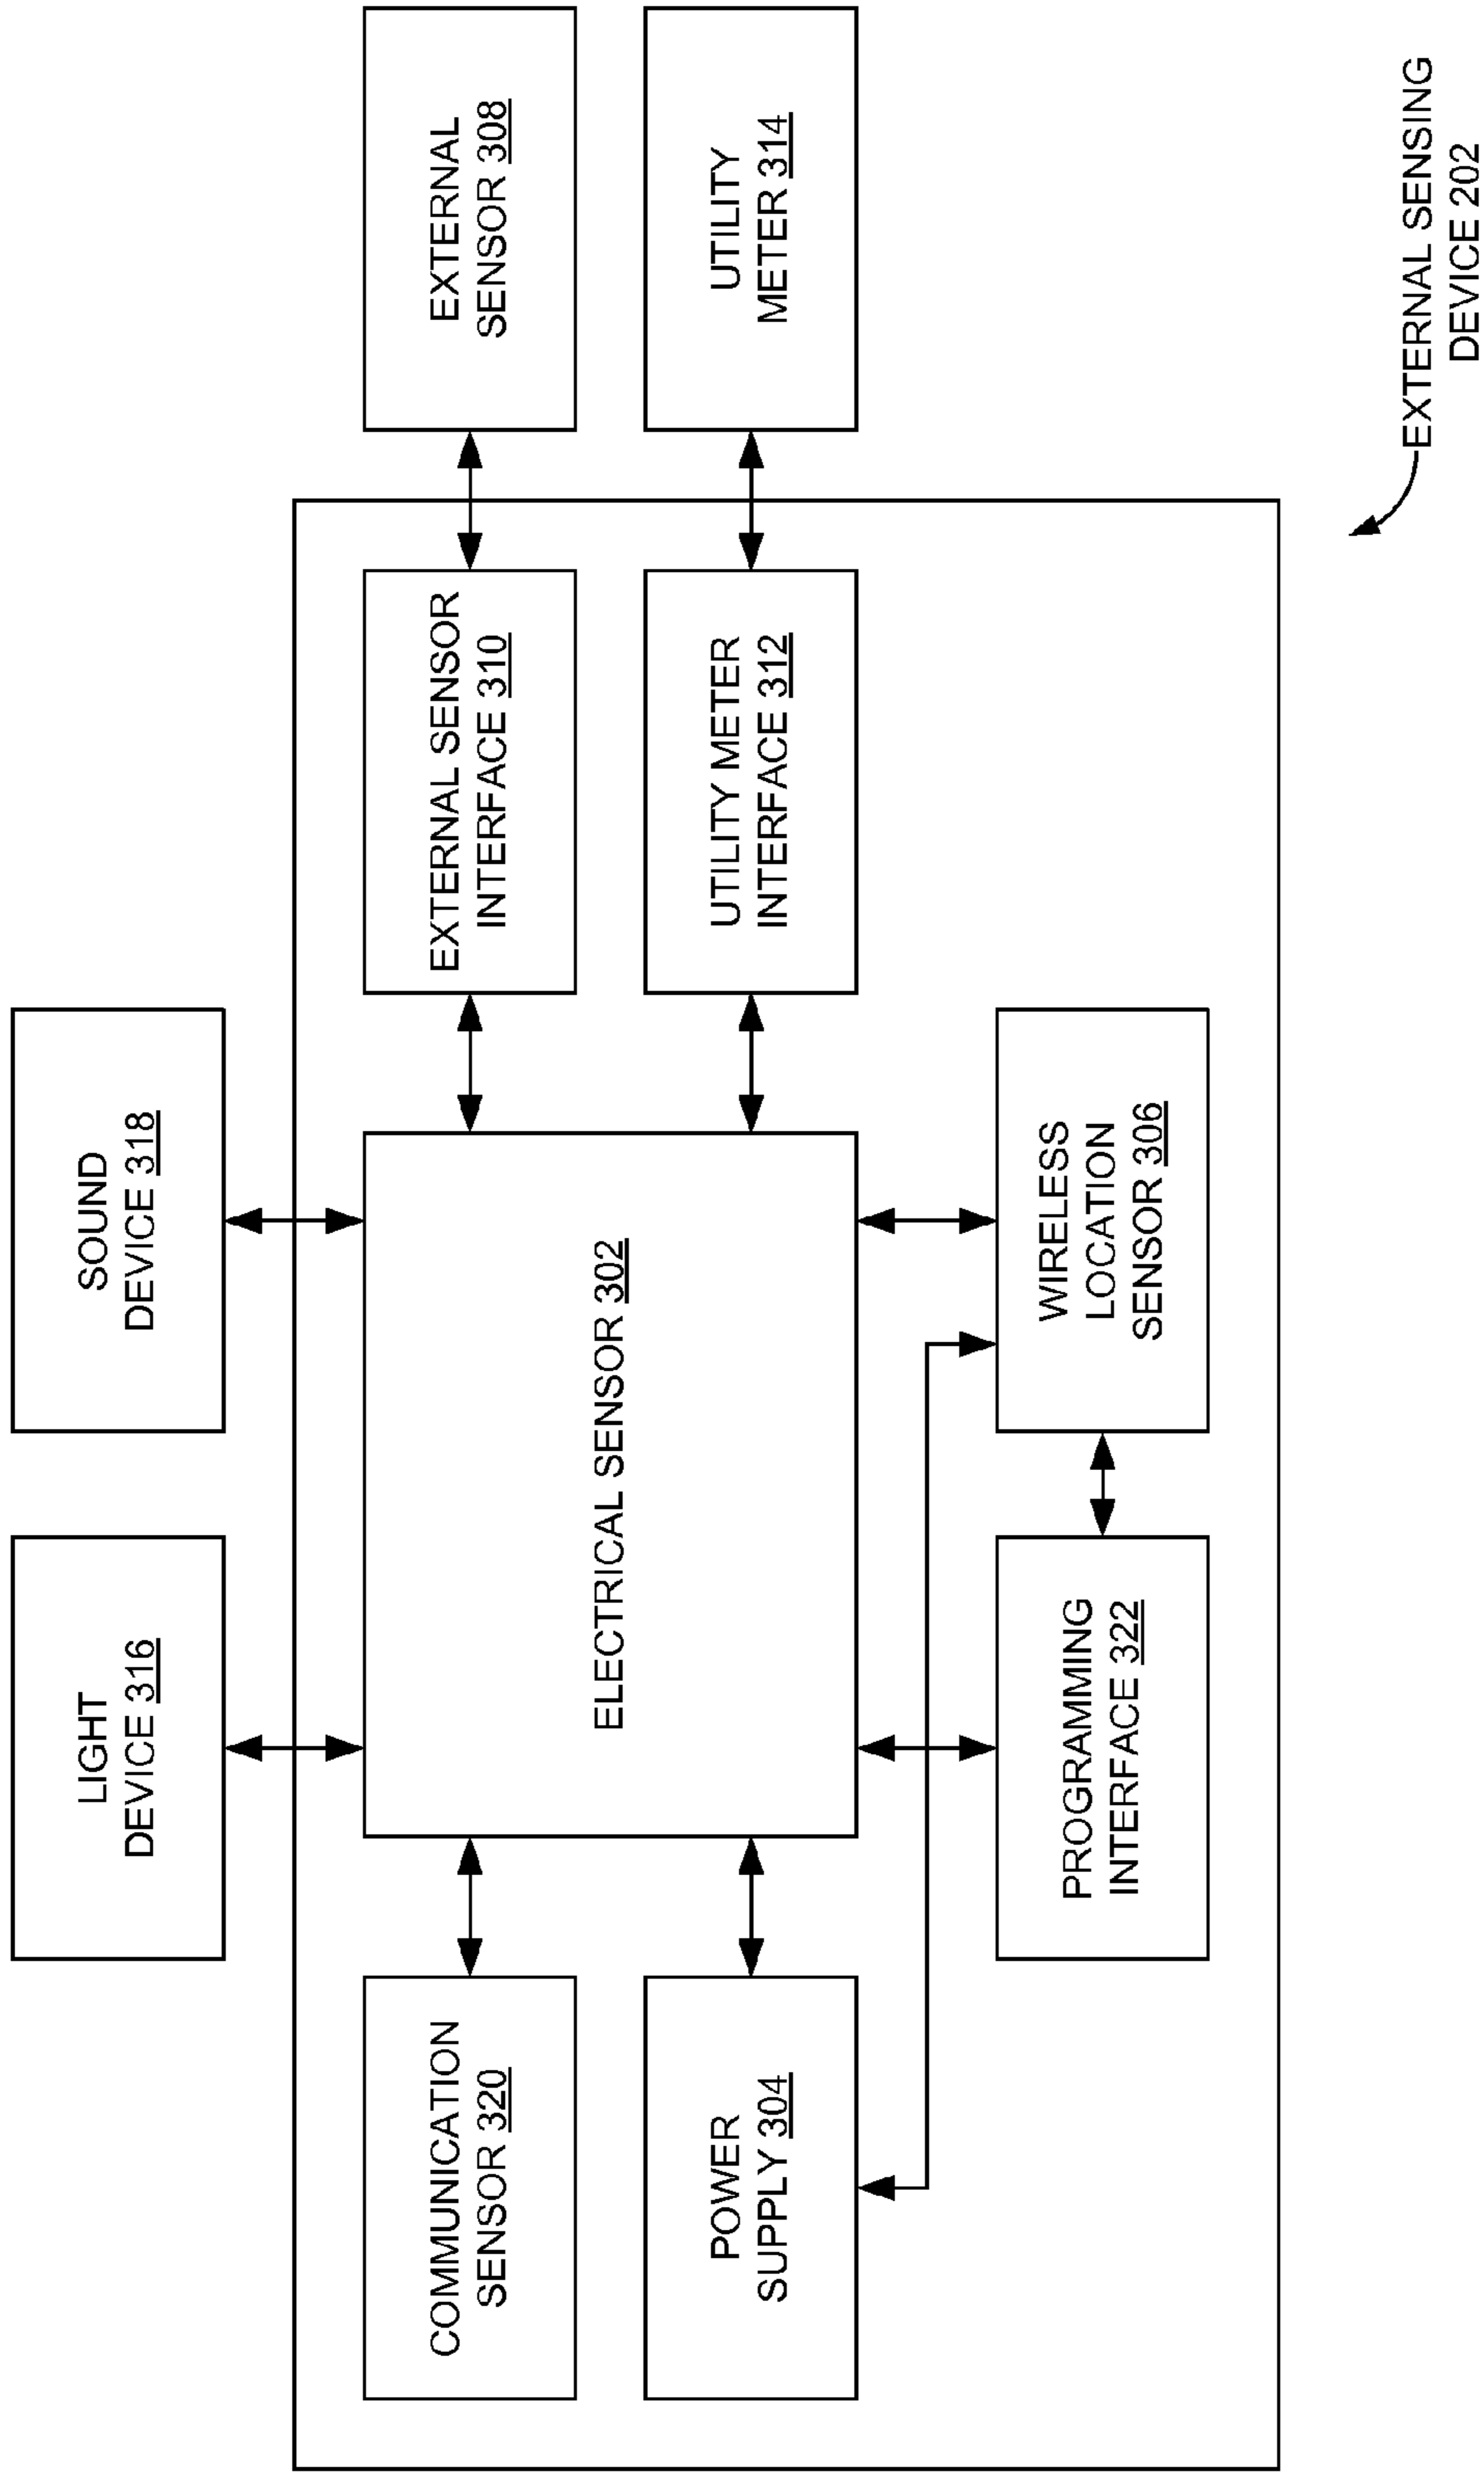 LIGHT
DEVICE 316
SOUND
DEVICE 318
COMMUNICATION
SENSOR 320
ELECTRICAL SENSOR 302
EXTERNAL SENSOR
INTERFACE 310
EXTERNAL
SENSOR 308
POWER
SUPPLY 304
UTILITY METER
INTERFACE 312
UTILITY
METER 314
PROGRAMMING
INTERFACE 322
WIRELESS
LOCATION
SENSOR 306
EXTERNAL SENSING
DEVICE 202